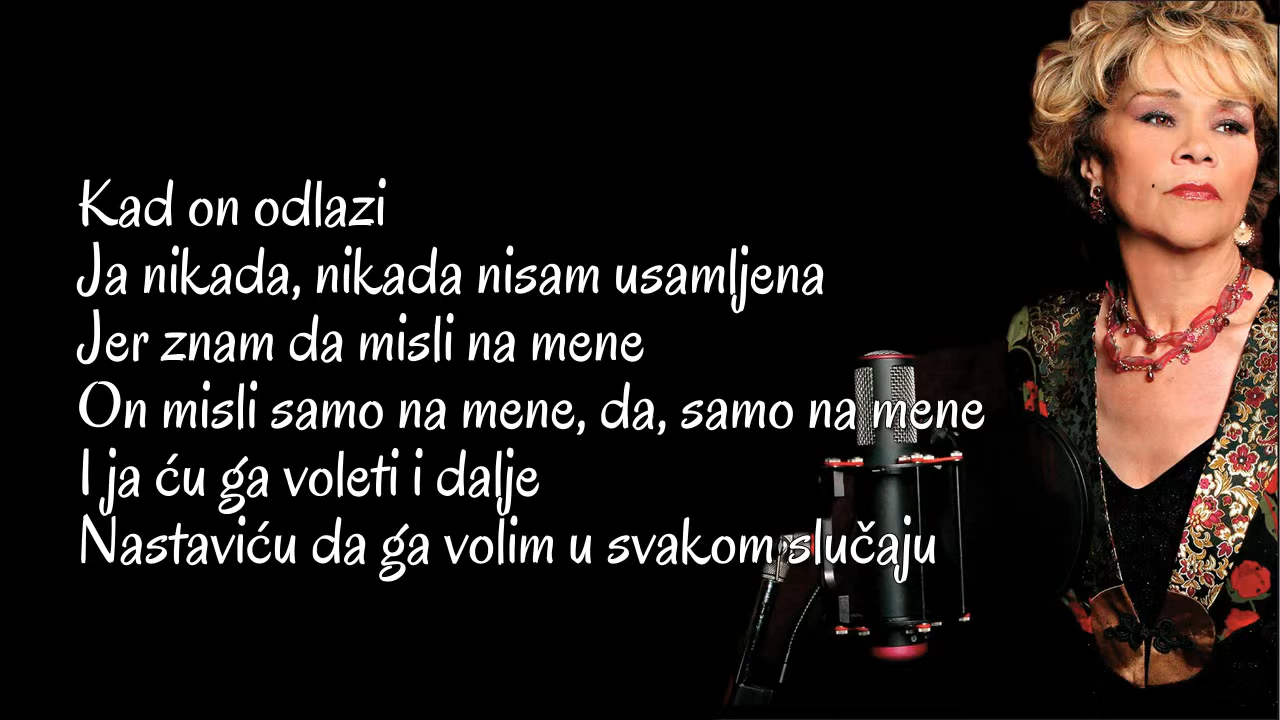 Kad on odlazi
Ja nikada, nikada nisam usamljena
Jer znam da misli na mene
On misli samo na mene, da, samo na mene
I ja ću ga voleti i dalje
Nastaviću da ga volim u svakom slučaju